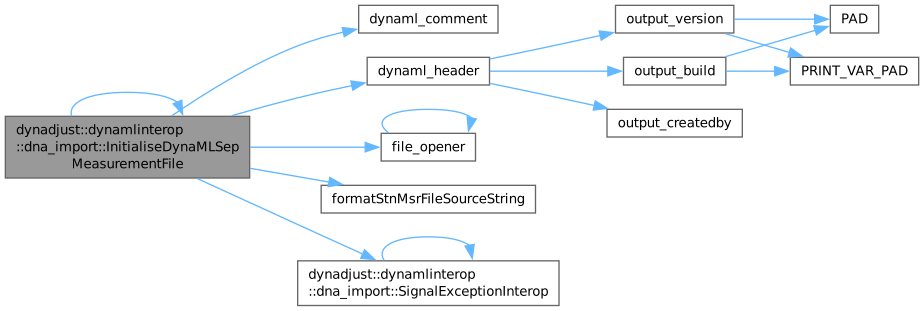 dynadjust::dynamlinterop
::dna_import::InitialiseDynaMLSep
MeasurementFile
dynaml_comment
dynaml_header
output_version
PAD
output_build
PRINT_VAR_PAD
output_createdby
file_opener
formatStnMsrFileSourceString
dynadjust::dynamlinterop
::dna_import::SignalExceptionInterop